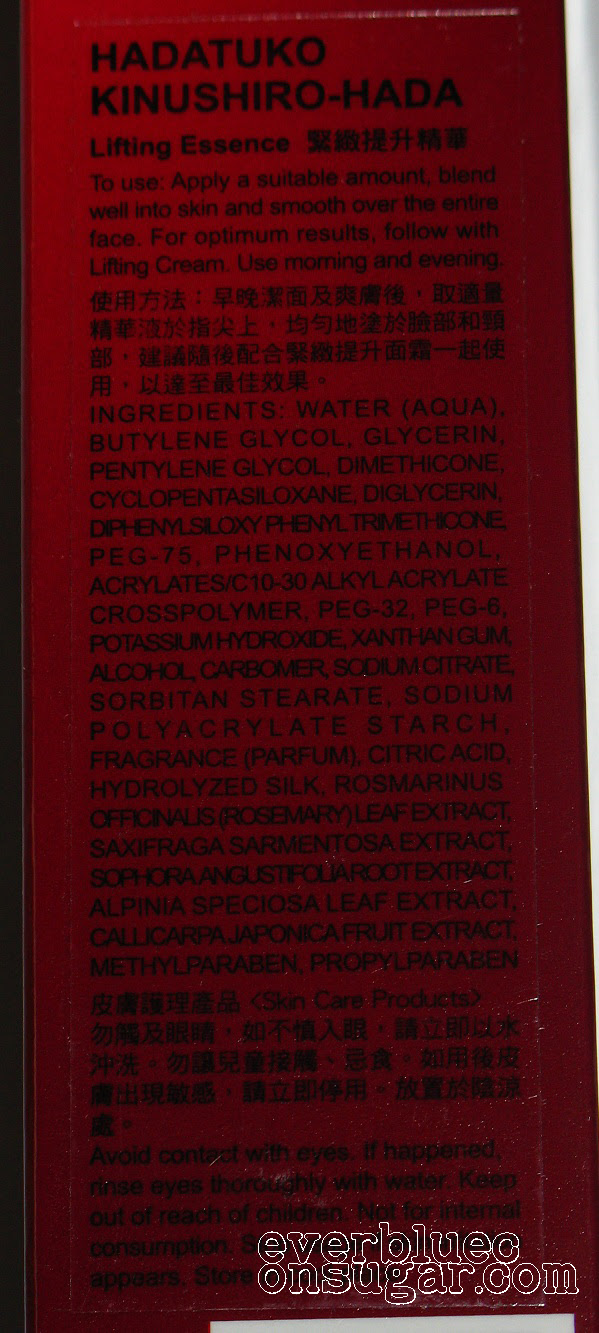 HADATUKO
KINUSHIRO-HADA
Lifting Essence 緊緻提升精華
To use: Apply a suitable amount, blend
well into skin and smooth over the entire
face. For optimum results, follow with
Lifting Cream. Use morning and evening.
使用方法：早晚潔面及爽膚後，取適量
精華液於指尖上，均勻地塗於臉部和頸
部，建議隨後配合緊緻提升面霜一起使
用，以達至最佳效果。
INGREDIENTS: WATER (AQUA),
BUTYLENE GLYCOL, GLYCERIN,
PENTYLENE GLYCOL, DIMETHICONE,
CYCLOPENTASILOXANE, DIGLYCERIN,
DIPHENYLSILOXY PHENYL TRIMETHICONE,
PEG-75, PHENOXYETHANOL,
ACRYLATES/C10-30 ALKYL ACRYLATE
CROSSPOLYMER, PEG-32, PEG-6,
POTASSIUM HYDROXIDE, XANTHAN GUM,
ALCOHOL, CARBOMER, SODIUM CITRATE,
SORBITAN STEARATE, SODIUM
POLYACRYLATE STARCH,
FRAGRANCE (PARFUM), CITRIC ACID,
HYDROLYZED SILK, ROSMARINUS
OFFICINALIS (ROSEMARY) LEAF EXTRACT,
SAXIFRAGA SARMENTOSA EXTRACT,
SOPHORA ANGUSTIFOLIA ROOT EXTRACT,
ALPINIA SPECIOSA LEAF EXTRACT,
CALLICARPA JAPONICA FRUIT EXTRACT,
METHYLPARABEN, PROPYLPARABEN
皮膚護理產品 <Skin Care Products>
勿觸及眼睛，如不慎入眼，請立即以水
沖洗。勿讓兒童接觸、忌食。如用後皮
膚出現敏感，請立即停用。放置於陰涼
處。
Avoid contact with eyes. If happened,
rinse eyes thoroughly with water. Keep
out of reach of children. Not for internal
consumption.
appaars, Store
everbluec
onsugar.com